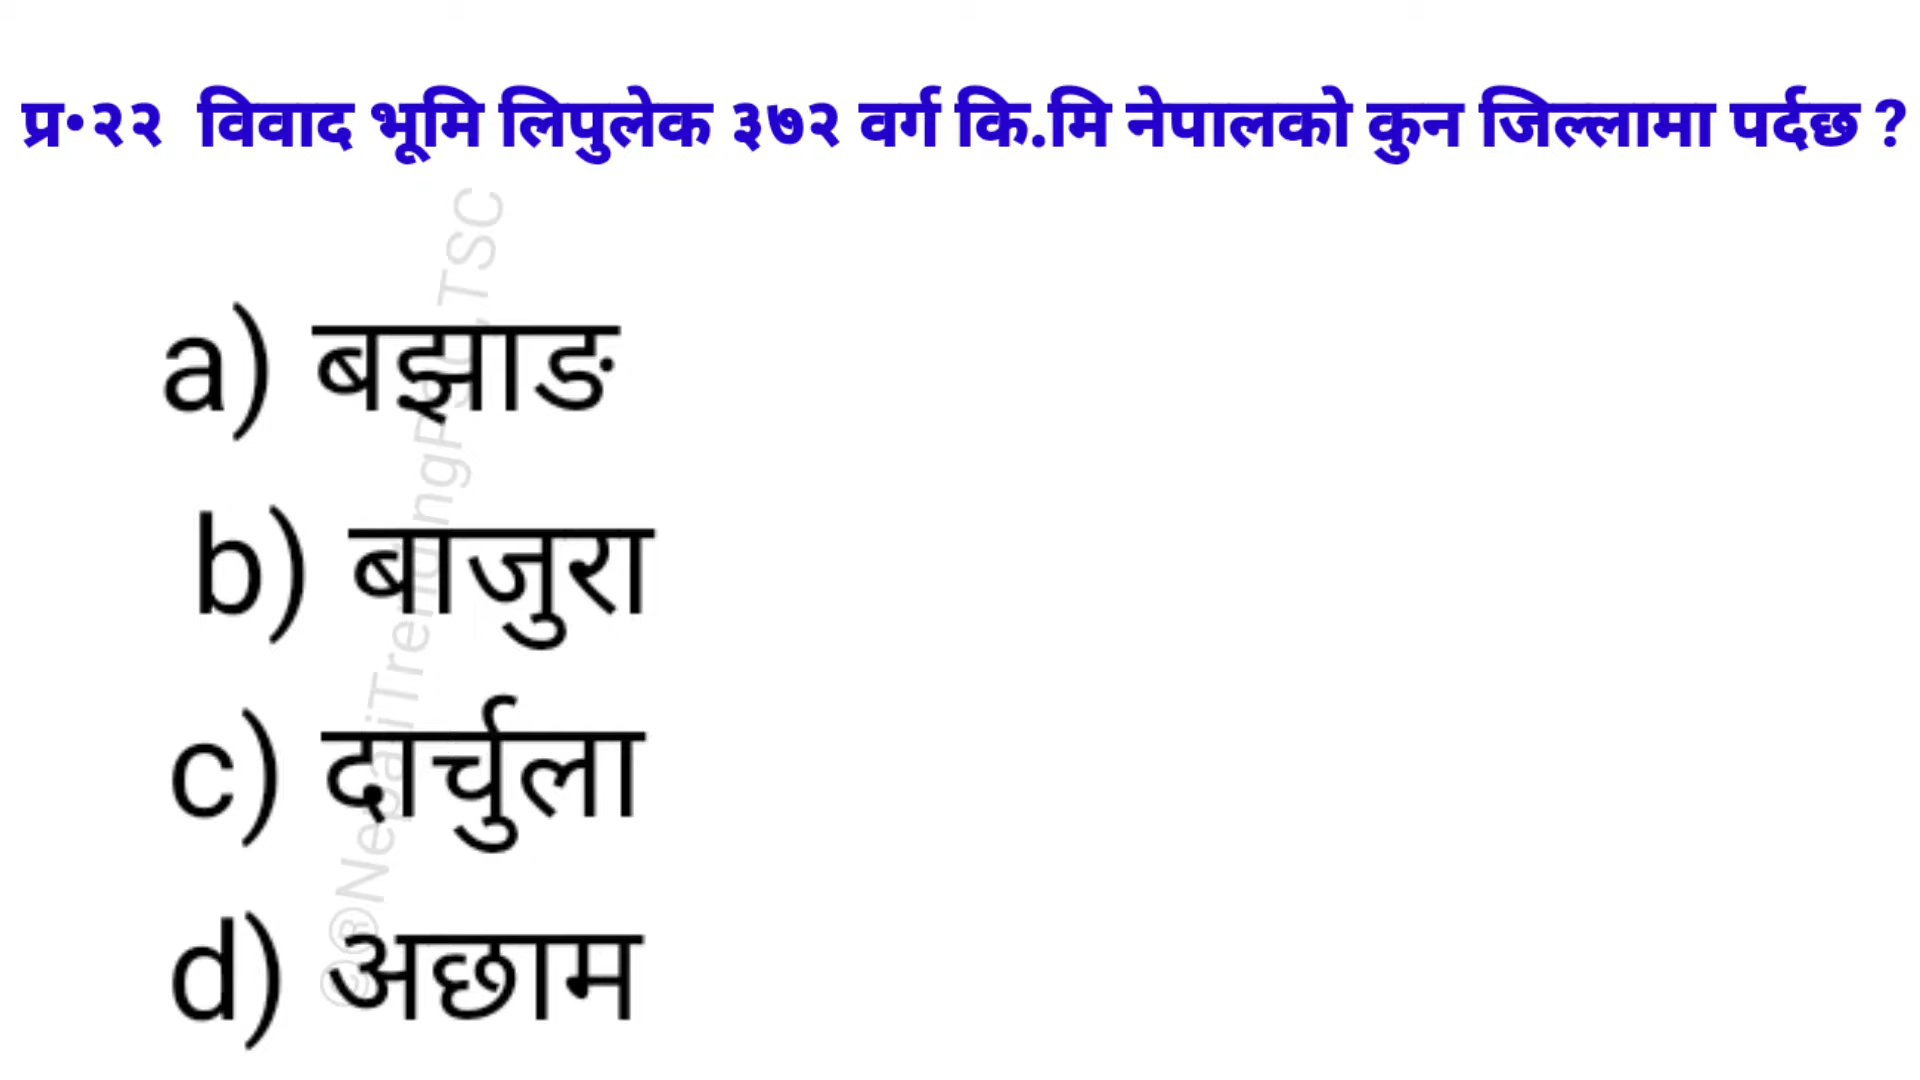 प्र•२२ विवाद भूमि लिपुलेक ३७२ वर्ग कि.मि नेपालको कुन जिल्लामा पर्दछ ?
a) बझाङ
b) बाजुरा
c) दार्चुला
d) अछाम